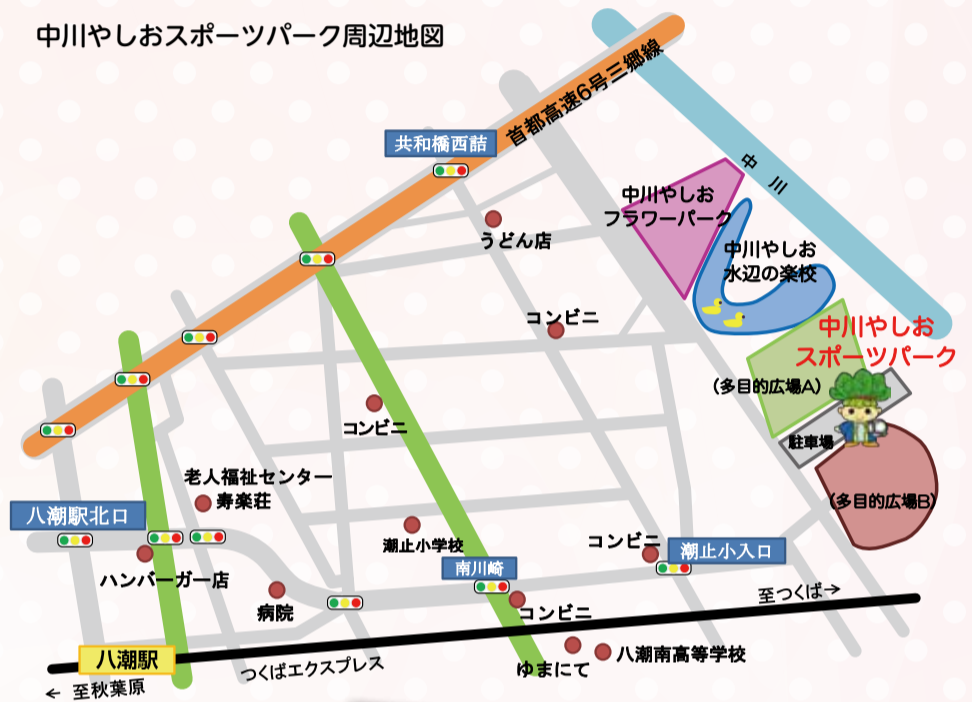 中川やしおスポーツパーク周辺地図
首都高速6号三郷線
共和橋西詰
中川
中川やしお
フラワーパーク
うどん店
中川やしお
水辺の楽校
コンビニ
中川やしお
スポーツパーク
(多目的広場A)
コンビニ
駐車場
老人福祉センター
寿楽荘
(多目的広場B)
八潮駅北口
潮止小学校
コンビニ
潮止小入口
ハンバーガー店
南川崎
病院
コンビニ
至つくば→
八潮駅
つくばエクスプレス
ゆまにて
八潮南高等学校
← 至秋葉原